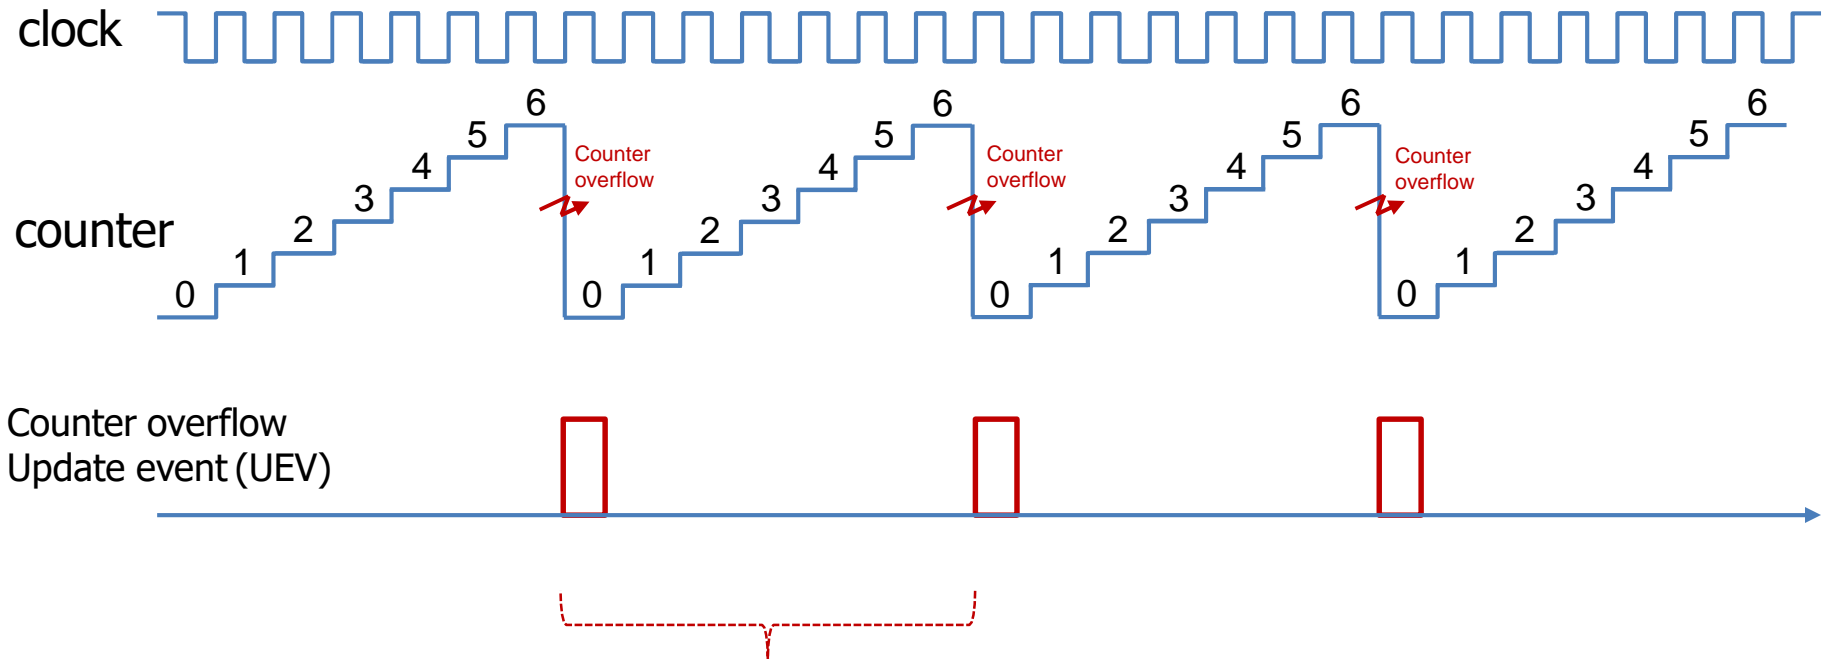 clock
6 6 6 6
5 5 5 5
Counter
overflow
Counter
overflow
Counter
overflow
4 4 4 4
3 3 3 3
counter
2 2 2 2
1 1 1 1
0 0 0 0
Counter overflow
Update event (UEV)